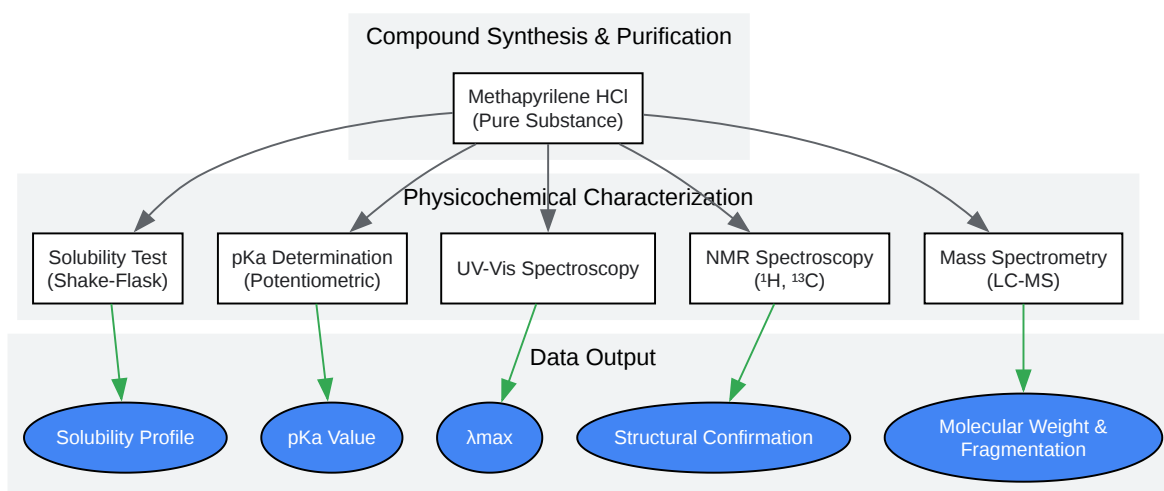 Compound Synthesis & Purification
Methapyrilene HCl
(Pure Substance)
Physicochemical Characterization
Solubility Test
(Shake-Flask)
pKa Determination
(Potentiometric)
UV-Vis Spectroscopy
NMR Spectroscopy
(¹H, ¹³C)
Mass Spectrometry
(LC-MS)
Data Output
Solubility Profile
pKa Value
λmax
Structural Confirmation
Molecular Weight &
Fragmentation